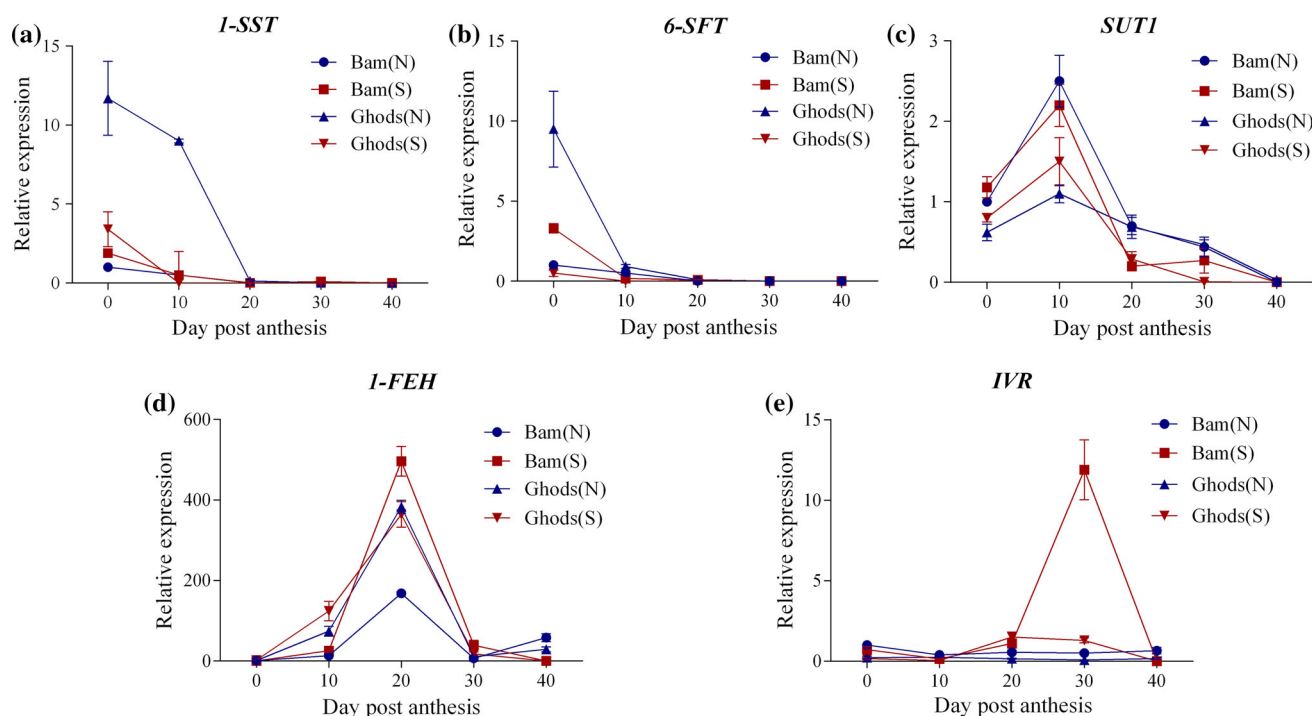 (a)
1-SST
Relative expression
15
10
5
0
0 10 20 30 40
Day post anthesis
Bam(N)
Bam(S)
Ghods(N)
Ghods(S)
(b)
6-SFT
Relative expression
15
10
5
0
0 10 20 30 40
Day post anthesis
Bam(N)
Bam(S)
Ghods(N)
Ghods(S)
(c)
SUT1
Relative expression
3
2
1
0
0 10 20 30 40
Day post anthesis
Bam(N)
Bam(S)
Ghods(N)
Ghods(S)
(d)
1-FEH
Relative expression
600
400
200
0
0 10 20 30 40
Day post anthesis
Bam(N)
Bam(S)
Ghods(N)
Ghods(S)
(e)
IVR
Relative expression
15
10
5
0
0 10 20 30 40
Day post anthesis
Bam(N)
Bam(S)
Ghods(N)
Ghods(S)